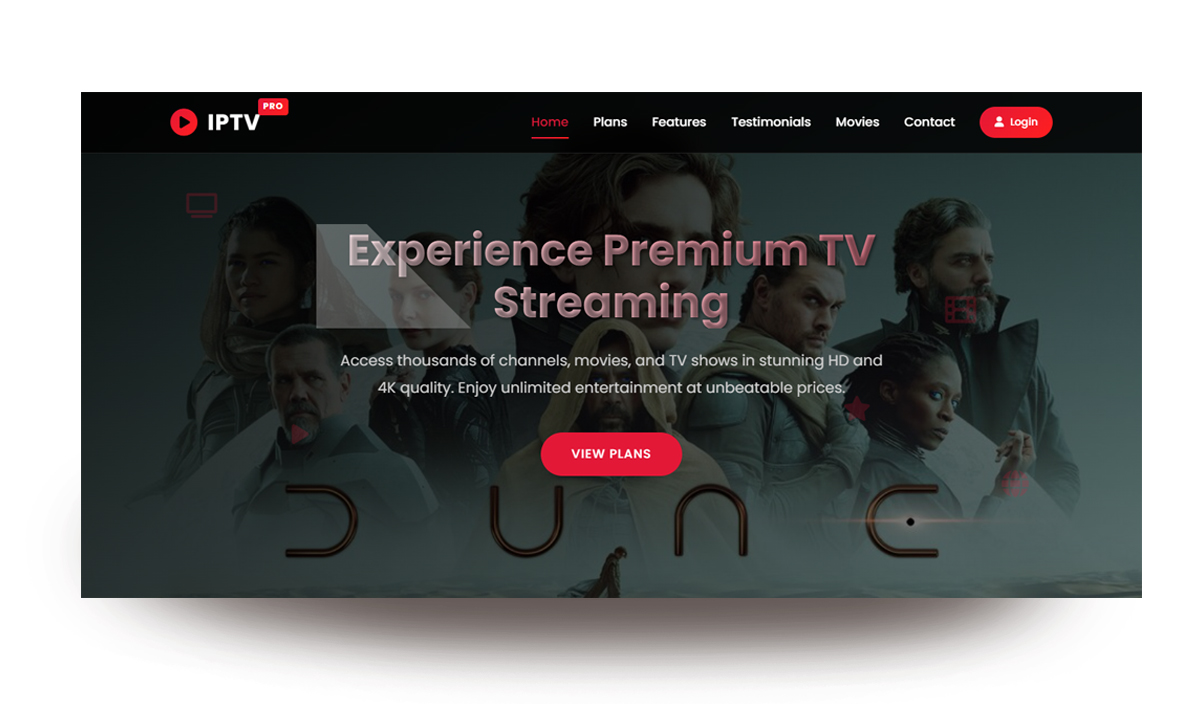 IPTV PRO
Home Plans Features Testimonials Movies Contact Login
Experience Premium TV
Streaming
Access thousands of channels, movies, and TV shows in stunning HD and
4K quality. Enjoy unlimited entertainment at unbeatable prices.
VIEW PLANS
DUNE